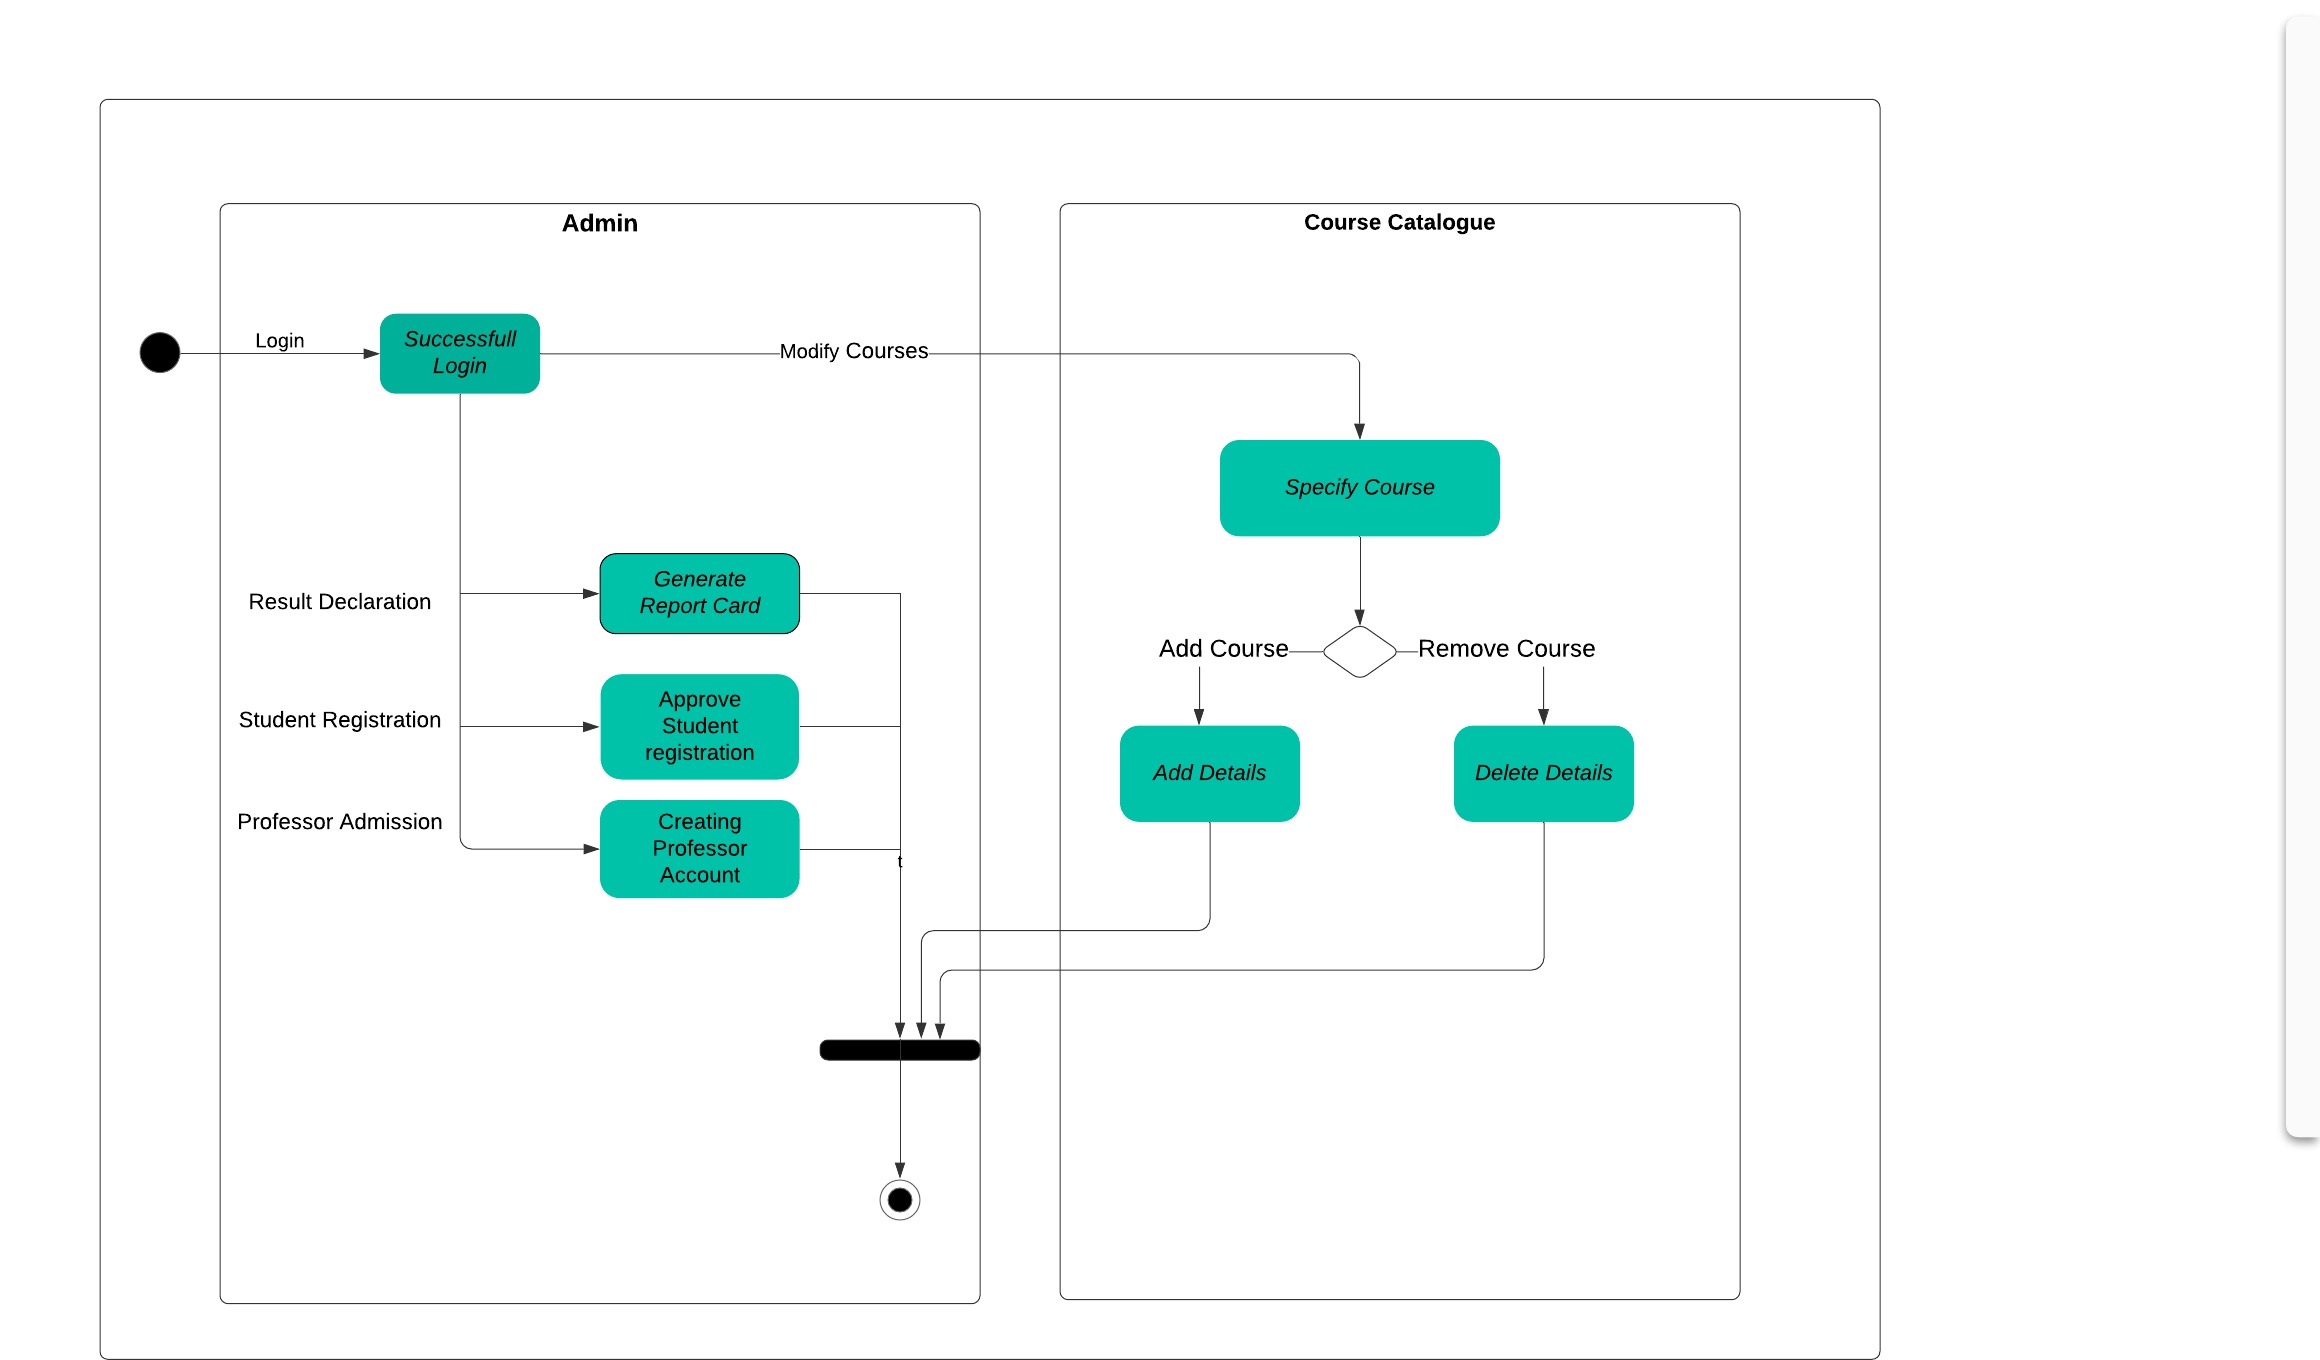 Admin
Course Catalogue
Login
Successfull
Login
Modify Courses
Specify Course
Result Declaration
Generate
Report Card
Add Course
Remove Course
Student Registration
Approve
Student
registration
Add Details
Delete Details
Professor Admission
Creating
Professor
Account
t